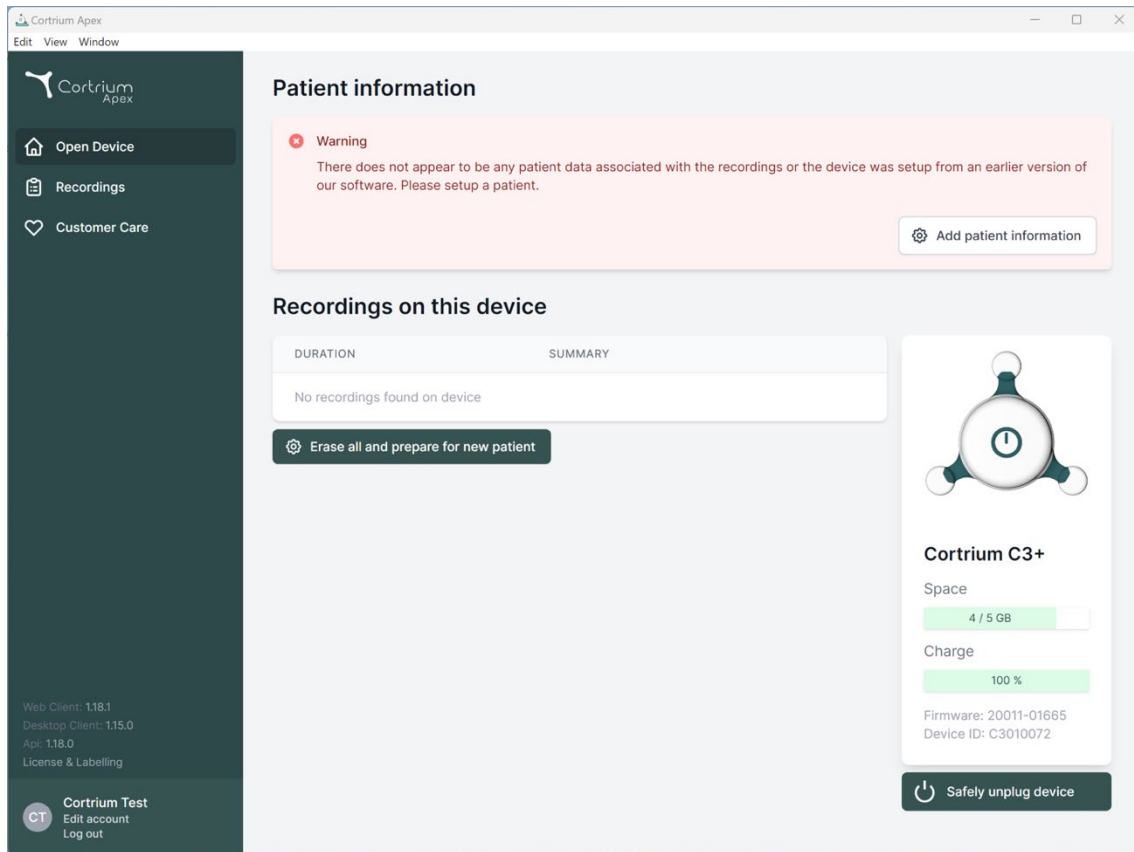 Cortrium Apex
Edit View Window
Cortrium
Apex
Open Device
Recordings
Customer Care
Web Client: 1.18.1
Desktop Client: 1.15.0
Api: 1.18.0
License & Labelling
CT
Cortrium Test
Edit account
Log out
Patient information
Warning
There does not appear to be any patient data associated with the recordings or the device was setup from an earlier version of
our software. Please setup a patient.
Add patient information
Recordings on this device
DURATION SUMMARY
No recordings found on device
Erase all and prepare for new patient
Cortrium C3+
Space
4 / 5 GB
Charge
100 %
Firmware: 20011-01665
Device ID: C3010072
Safely unplug device